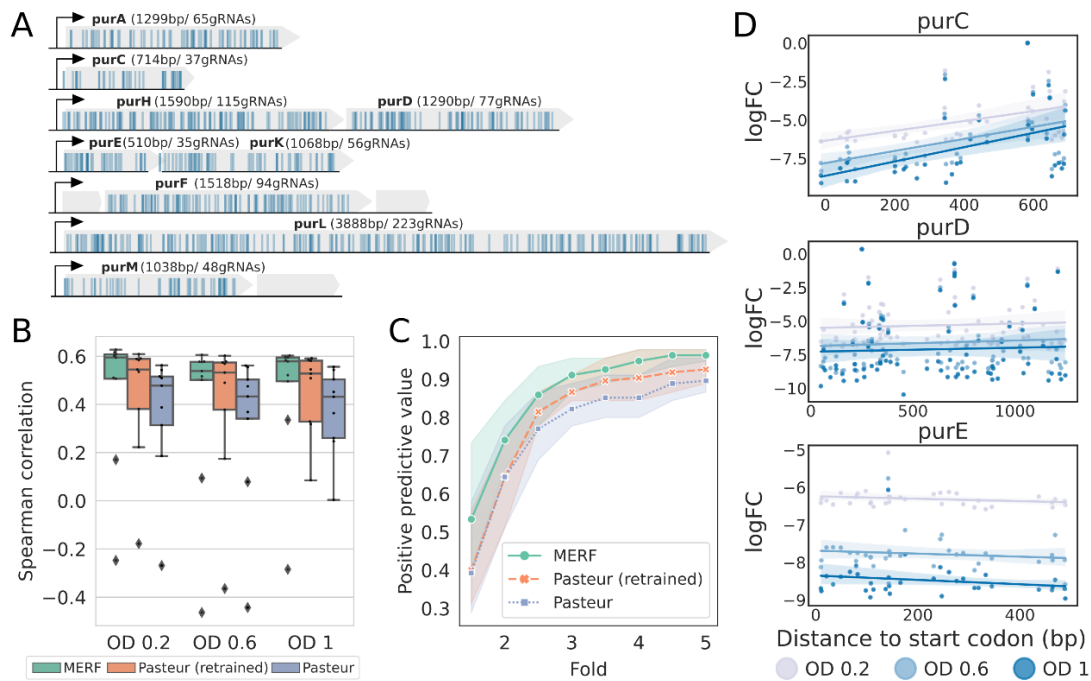 A
purA (1299bp/ 65gRNAs)
purC (714bp/ 37gRNAs)
purH (1590bp/ 115gRNAs) purD (1290bp/ 77gRNAs)
purE (510bp/ 35gRNAs) purK (1068bp/ 56gRNAs)
purF (1518bp/ 94gRNAs)
purL (3888bp/ 223gRNAs)
purM (1038bp/ 48gRNAs)
B
Spearman correlation
0.6
0.4
0.2
0.0
−0.2
−0.4
OD 0.2 OD 0.6 OD 1
MERF Pasteur (retrained) Pasteur
C
Positive predictive value
1.0
0.9
0.8
0.7
0.6
0.5
0.4
0.3
MERF
Pasteur (retrained)
Pasteur
2 3 4 5
Fold
D
purC
logFC
0.0
−2.5
−5.0
−7.5
0 200 400 600
purD
logFC
0.0
−2.5
−5.0
−7.5
−10
0 500 1000
purE
logFC
−5
−6
−7
−8
−9
0 200 400
Distance to start codon (bp)
OD 0.2 OD 0.6 OD 1